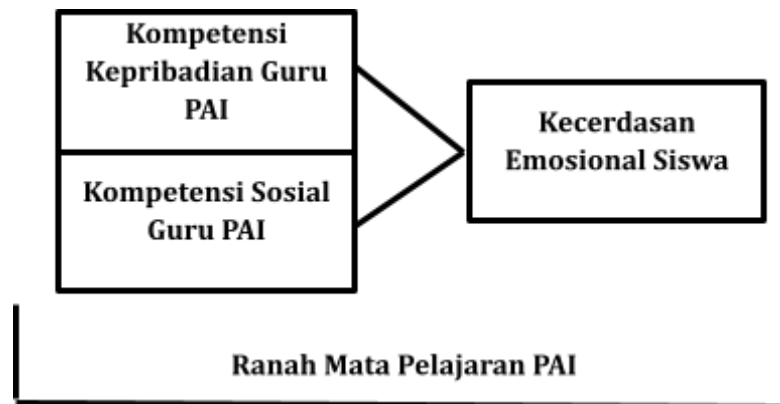 Kompetensi
Kepribadian Guru
PAI
Kompetensi Sosial
Guru PAI
Kecerdasan
Emosional Siswa
Ranah Mata Pelajaran PAI